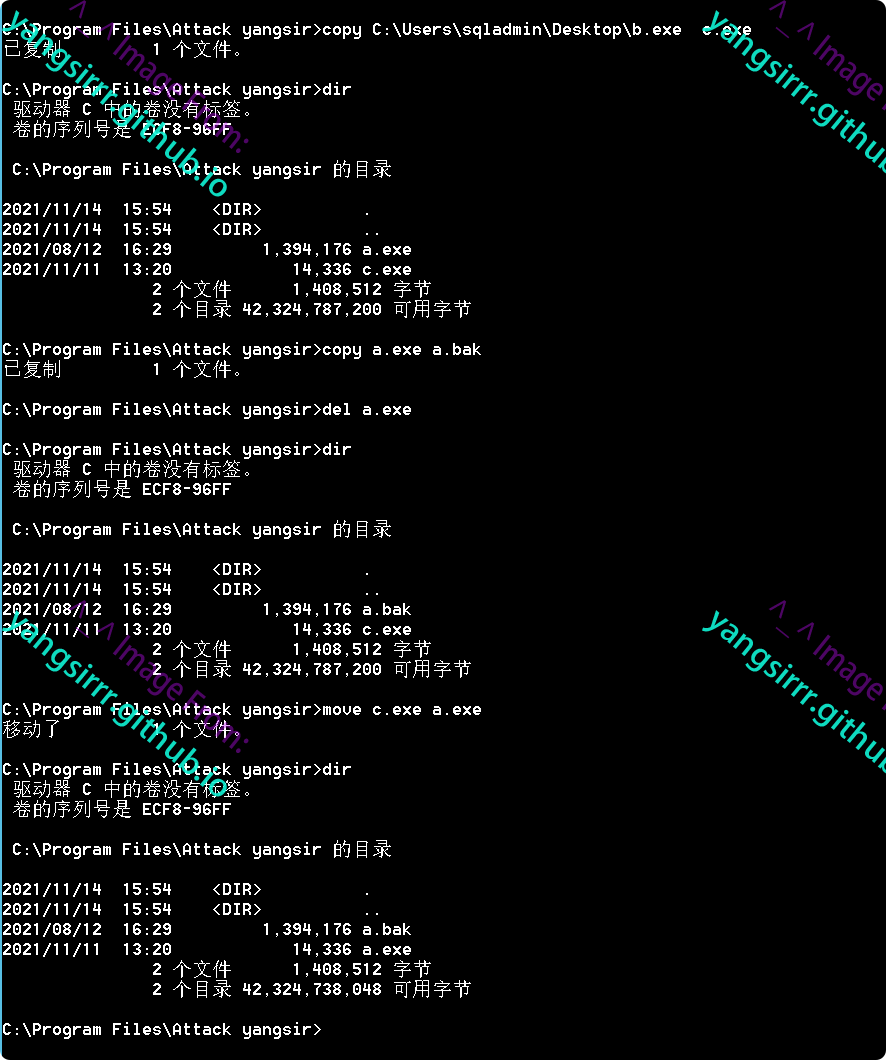 C:\Program Files\Attack yangsir>copy C:\Users\sqladmin\Desktop\b.exe  c.exe
已复制         1 个文件。
C:\Program Files\Attack yangsir>dir
 驱动器 C 中的卷没有标签。
 卷的序列号是 ECF8-96FF
 C:\Program Files\Attack yangsir 的目录
2021/11/14  15:54    <DIR>          .
2021/11/14  15:54    <DIR>          ..
2021/08/12  16:29         1,394,176 a.exe
2021/11/11  13:20            14,336 c.exe
               2 个文件      1,408,512 字节
               2 个目录 42,324,787,200 可用字节
C:\Program Files\Attack yangsir>copy a.exe a.bak
已复制         1 个文件。
C:\Program Files\Attack yangsir>del a.exe
C:\Program Files\Attack yangsir>dir
 驱动器 C 中的卷没有标签。
 卷的序列号是 ECF8-96FF
 C:\Program Files\Attack yangsir 的目录
2021/11/14  15:54    <DIR>          .
2021/11/14  15:54    <DIR>          ..
2021/08/12  16:29         1,394,176 a.bak
2021/11/11  13:20            14,336 c.exe
               2 个文件      1,408,512 字节
               2 个目录 42,324,787,200 可用字节
C:\Program Files\Attack yangsir>move c.exe a.exe
移动了         1 个文件。
C:\Program Files\Attack yangsir>dir
 驱动器 C 中的卷没有标签。
 卷的序列号是 ECF8-96FF
 C:\Program Files\Attack yangsir 的目录
2021/11/14  15:54    <DIR>          .
2021/11/14  15:54    <DIR>          ..
2021/08/12  16:29         1,394,176 a.bak
2021/11/11  13:20            14,336 a.exe
               2 个文件      1,408,512 字节
               2 个目录 42,324,738,048 可用字节
C:\Program Files\Attack yangsir>
^_^ Image From:
yangsirrr.github.io
^_^ Image
yangsirrr.github
^_^ Image From:
yangsirrr.github.io
^_^ Image
yangsirrr.github